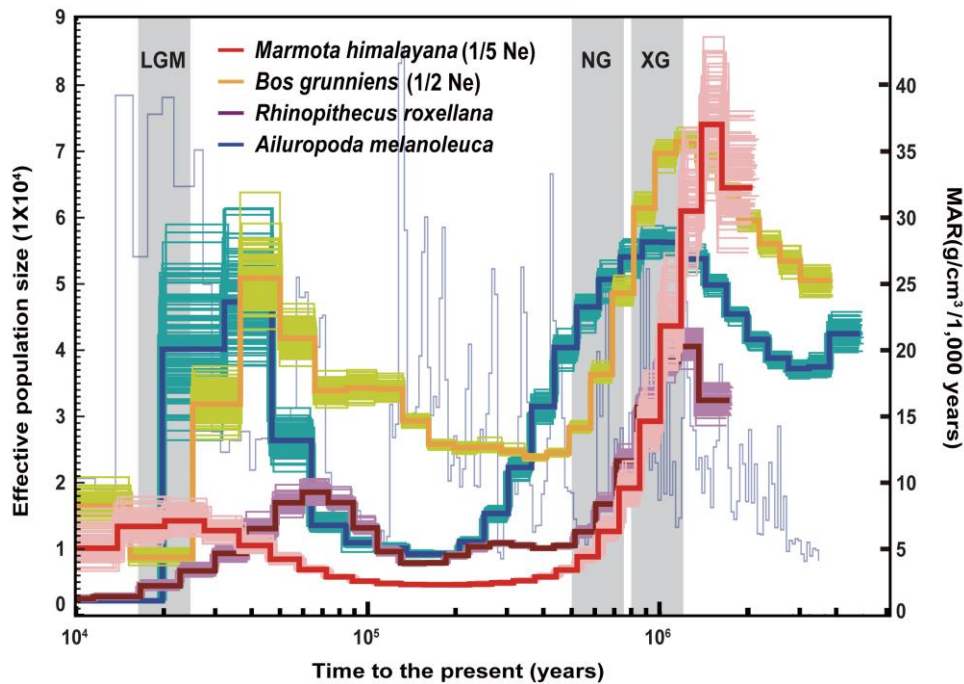 9
8
7
6
5
4
3
2
1
0
Effective population size (1X10⁴)
LGM
NG
XG
Marmota himalayana (1/5 Ne)
Bos grunniens (1/2 Ne)
Rhinopithecus roxellana
Ailuropoda melanoleuca
40
35
30
25
20
15
10
5
0
MAR(g/cm³/1,000 years)
10⁴
10⁵
10⁶
Time to the present (years)